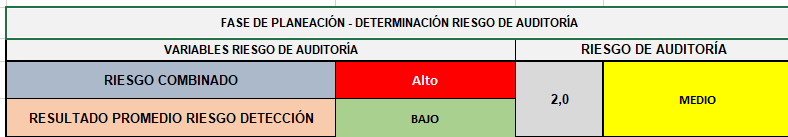 FASE DE PLANEACIÓN - DETERMINACIÓN RIESGO DE AUDITORÍA
VARIABLES RIESGO DE AUDITORÍA
RIESGO DE AUDITORÍA
RIESGO COMBINADO
Alto
2,0
MEDIO
RESULTADO PROMEDIO RIESGO DETECCIÓN
BAJO